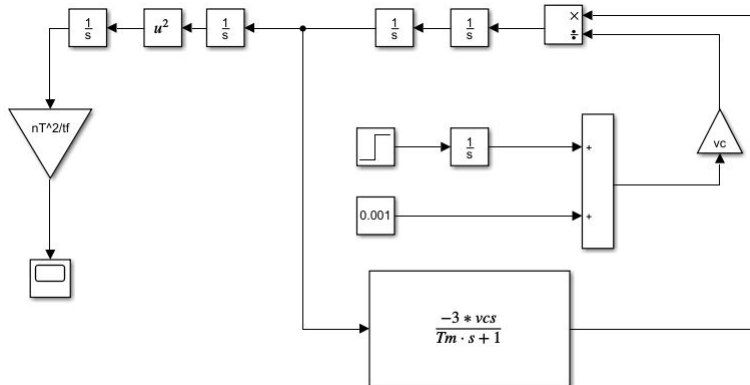 1/s
u²
1/s
1/s
1/s
×
÷
nT^2/tf
1/s
+
vc
0.001
+
−3 ∗ vcs
Tm · s + 1